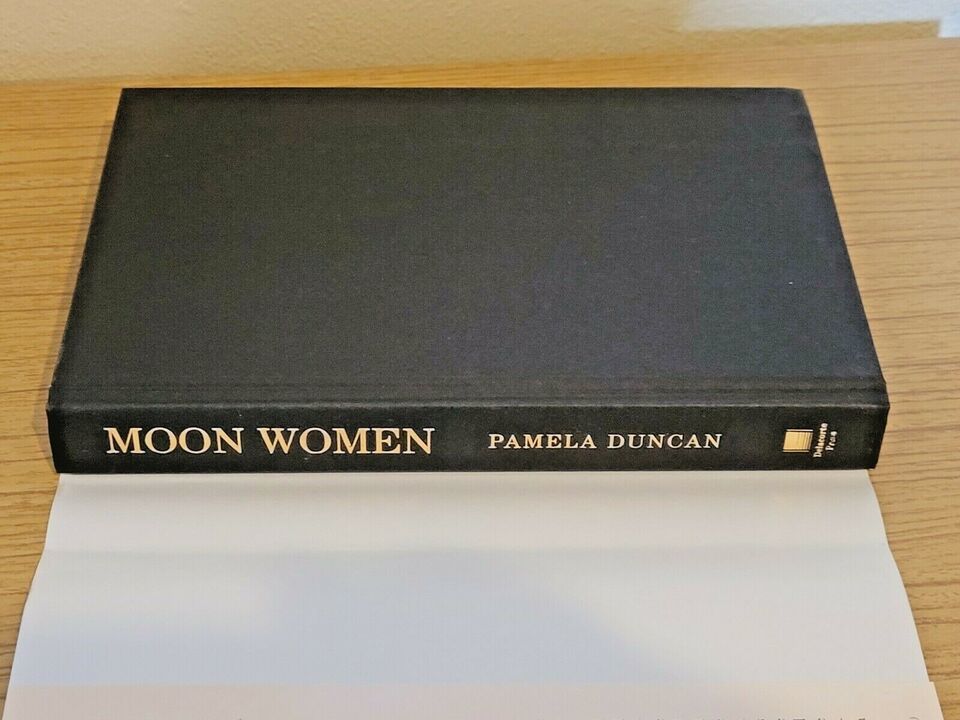 MOON WOMEN
PAMELA DUNCAN
Delacorte
Press